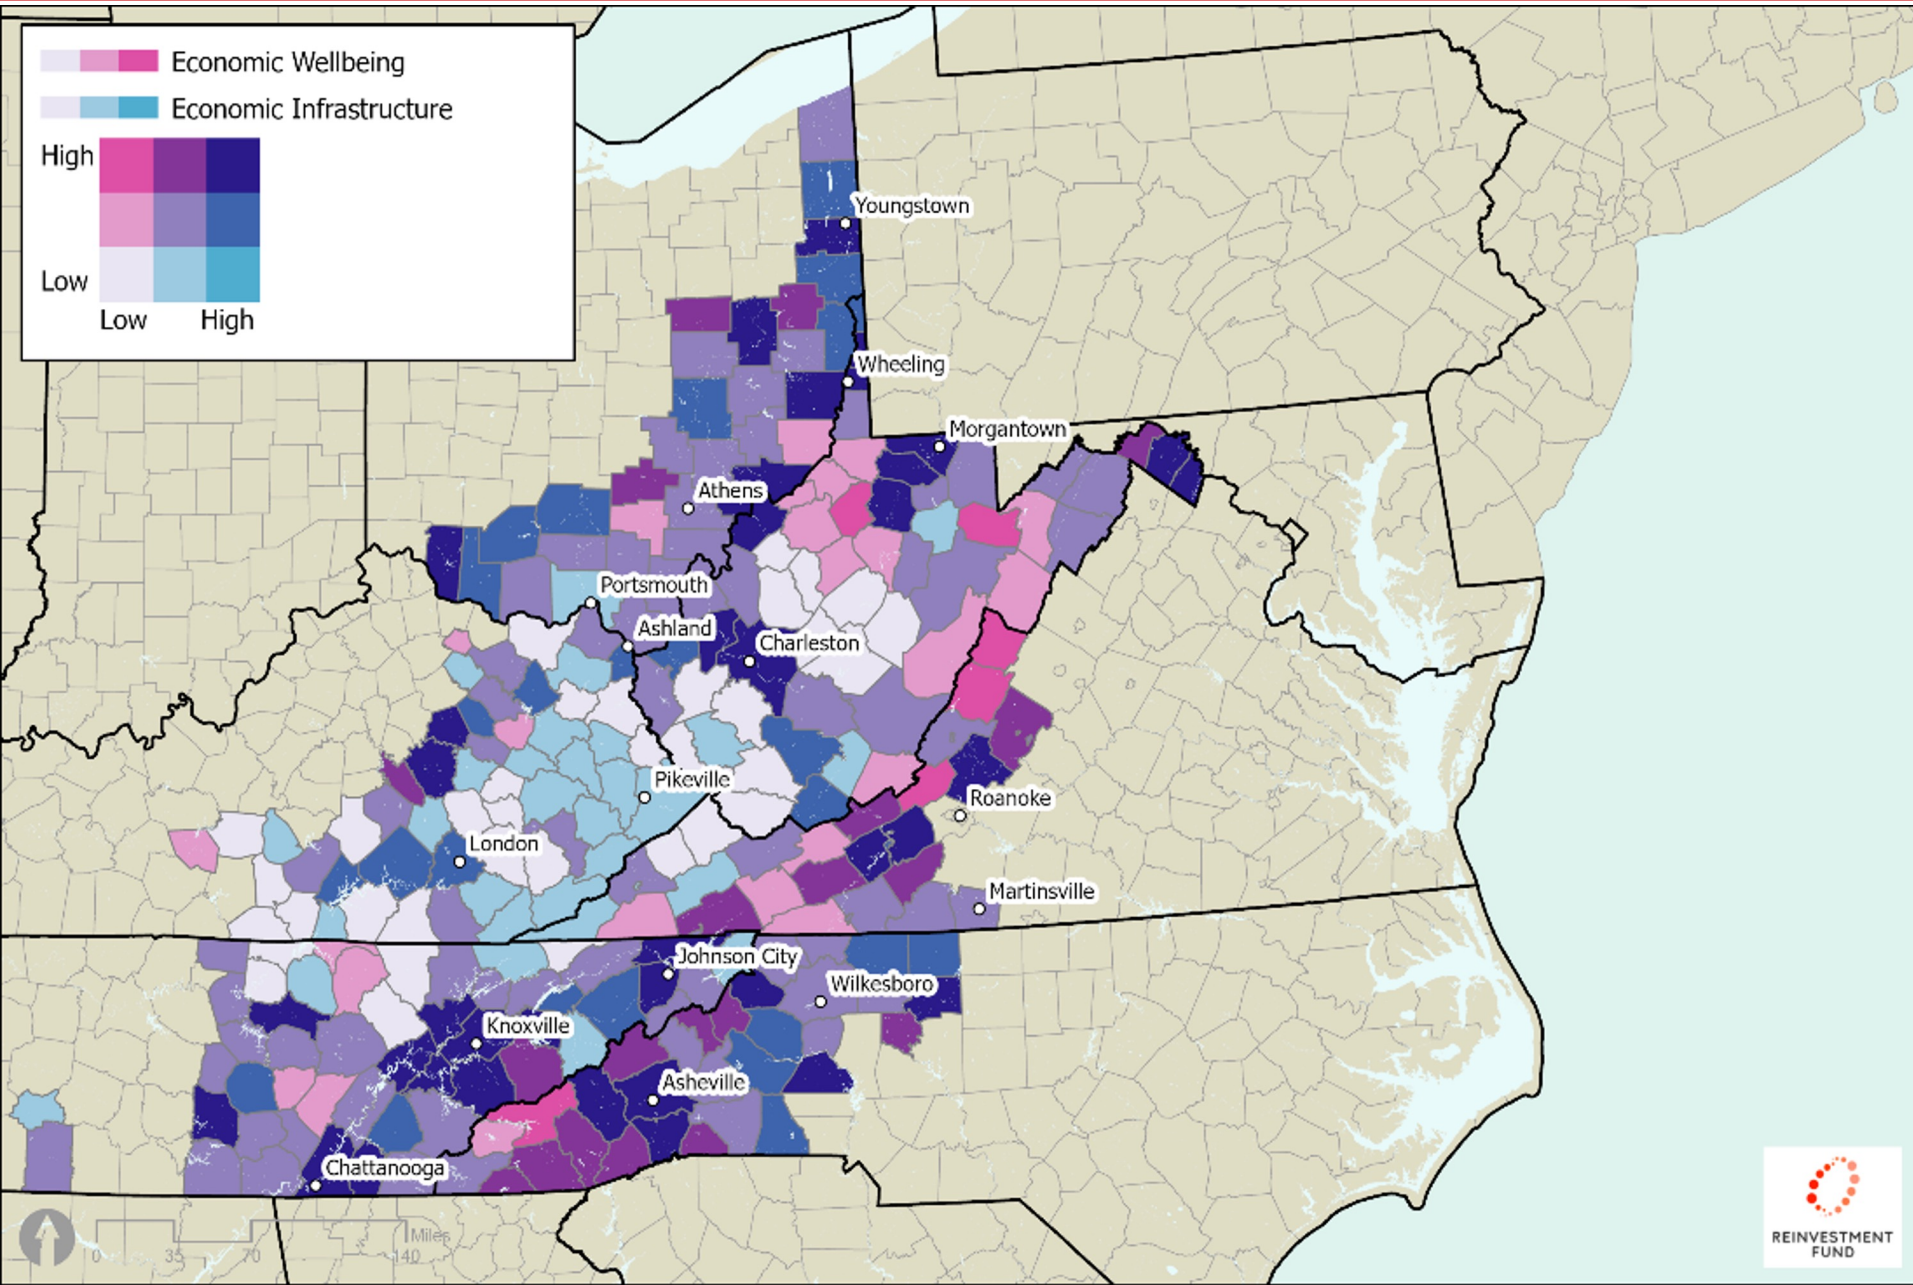 Economic Wellbeing
Economic Infrastructure
High
Low
Low High
Youngstown
Wheeling
Morgantown
Athens
Portsmouth
Ashland
Charleston
Pikeville
Roanoke
London
Martinsville
Johnson City
Wilkesboro
Knoxville
Asheville
Chattanooga
Miles
0 35 70 140
REINVESTMENT
FUND